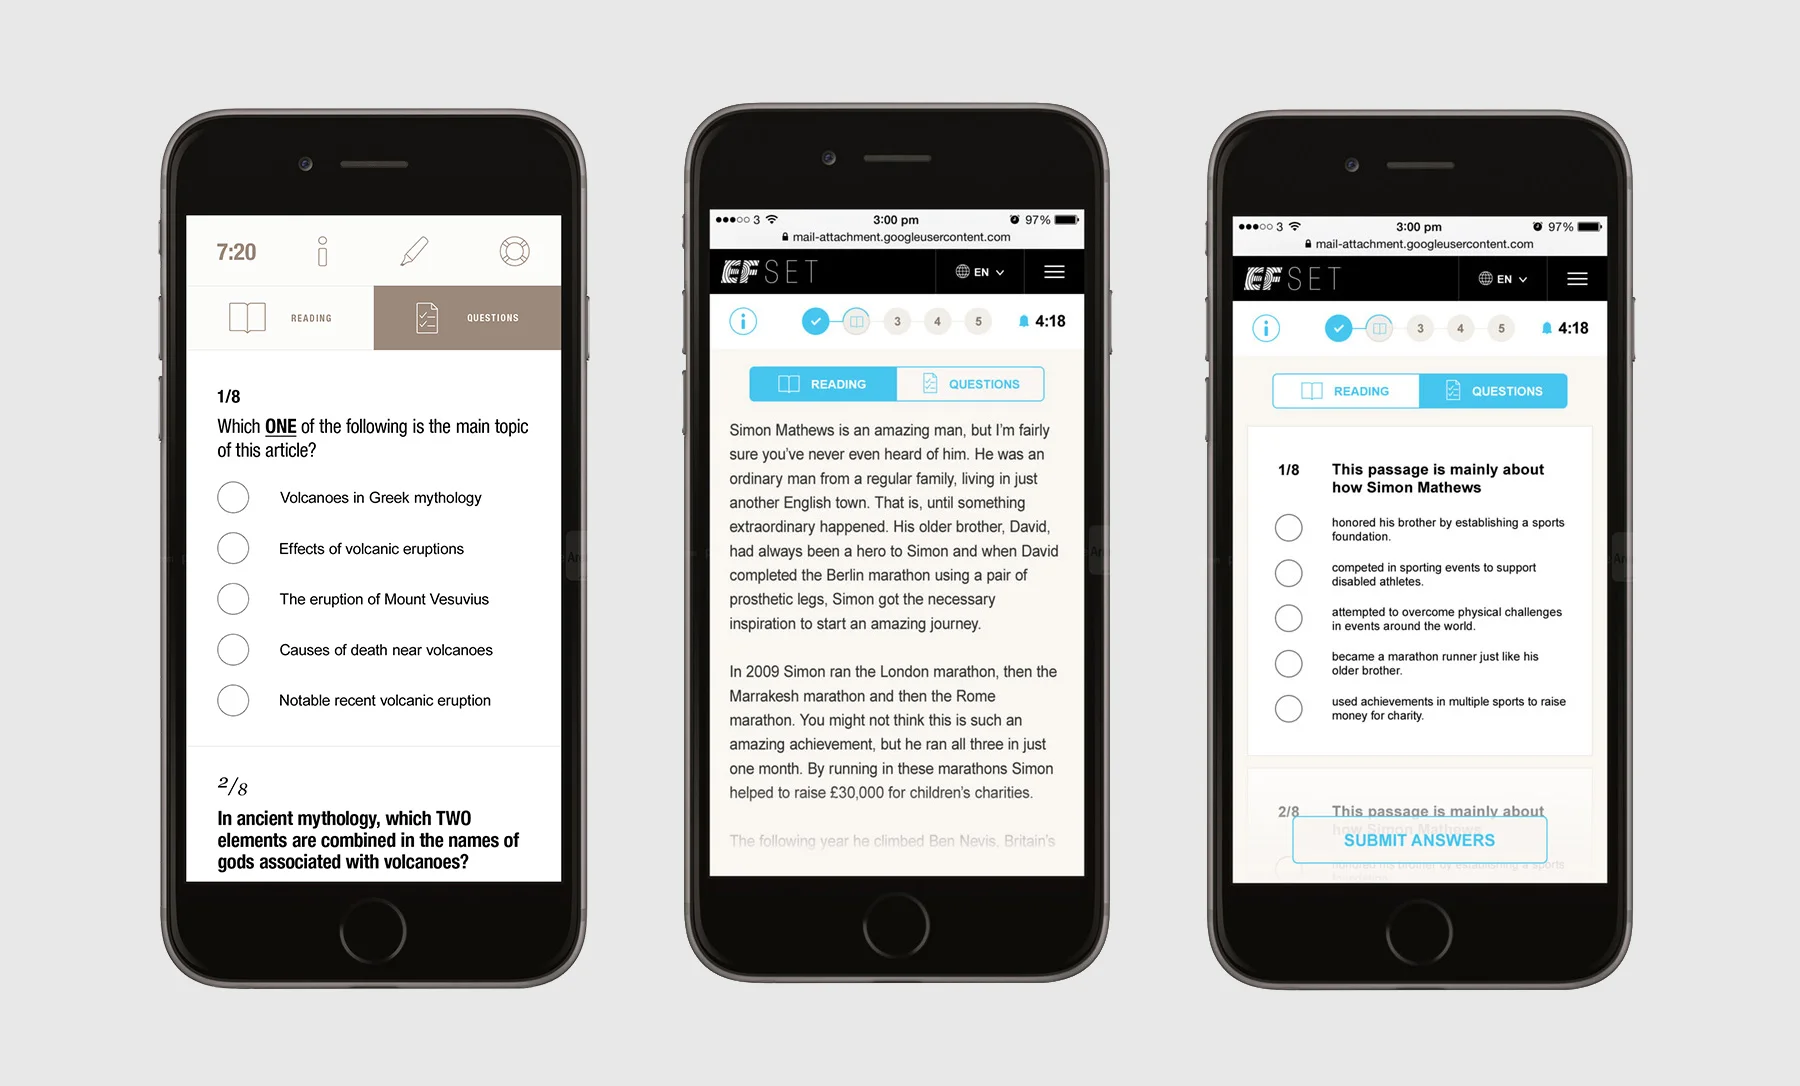 7:20
READING
QUESTIONS
1/8
Which ONE of the following is the main topic
of this article?
Volcanoes in Greek mythology
Effects of volcanic eruptions
The eruption of Mount Vesuvius
Causes of death near volcanoes
Notable recent volcanic eruption
2/8
In ancient mythology, which TWO
elements are combined in the names of
gods associated with volcanoes?
3 3:00 pm 97%
mail-attachment.googleusercontent.com
EF SET EN
3 4 5 4:18
READING QUESTIONS
Simon Mathews is an amazing man, but I'm fairly
sure you've never even heard of him. He was an
ordinary man from a regular family, living in just
another English town. That is, until something
extraordinary happened. His older brother, David,
had always been a hero to Simon and when David
completed the Berlin marathon using a pair of
prosthetic legs, Simon got the necessary
inspiration to start an amazing journey.
In 2009 Simon ran the London marathon, then the
Marrakesh marathon and then the Rome
marathon. You might not think this is such an
amazing achievement, but he ran all three in just
one month. By running in these marathons Simon
helped to raise £30,000 for children's charities.
The following year he climbed Ben Nevis, Britain's
3 3:00 pm 97%
mail-attachment.googleusercontent.com
EF SET EN
3 4 5 4:18
READING QUESTIONS
1/8 This passage is mainly about
how Simon Mathews
honored his brother by establishing a sports
foundation.
competed in sporting events to support
disabled athletes.
attempted to overcome physical challenges
in events around the world.
became a marathon runner just like his
older brother.
used achievements in multiple sports to raise
money for charity.
2/8 This passage is mainly about
how Simon Mathews
SUBMIT ANSWERS
honored his brother by establishing a sports
foundation.